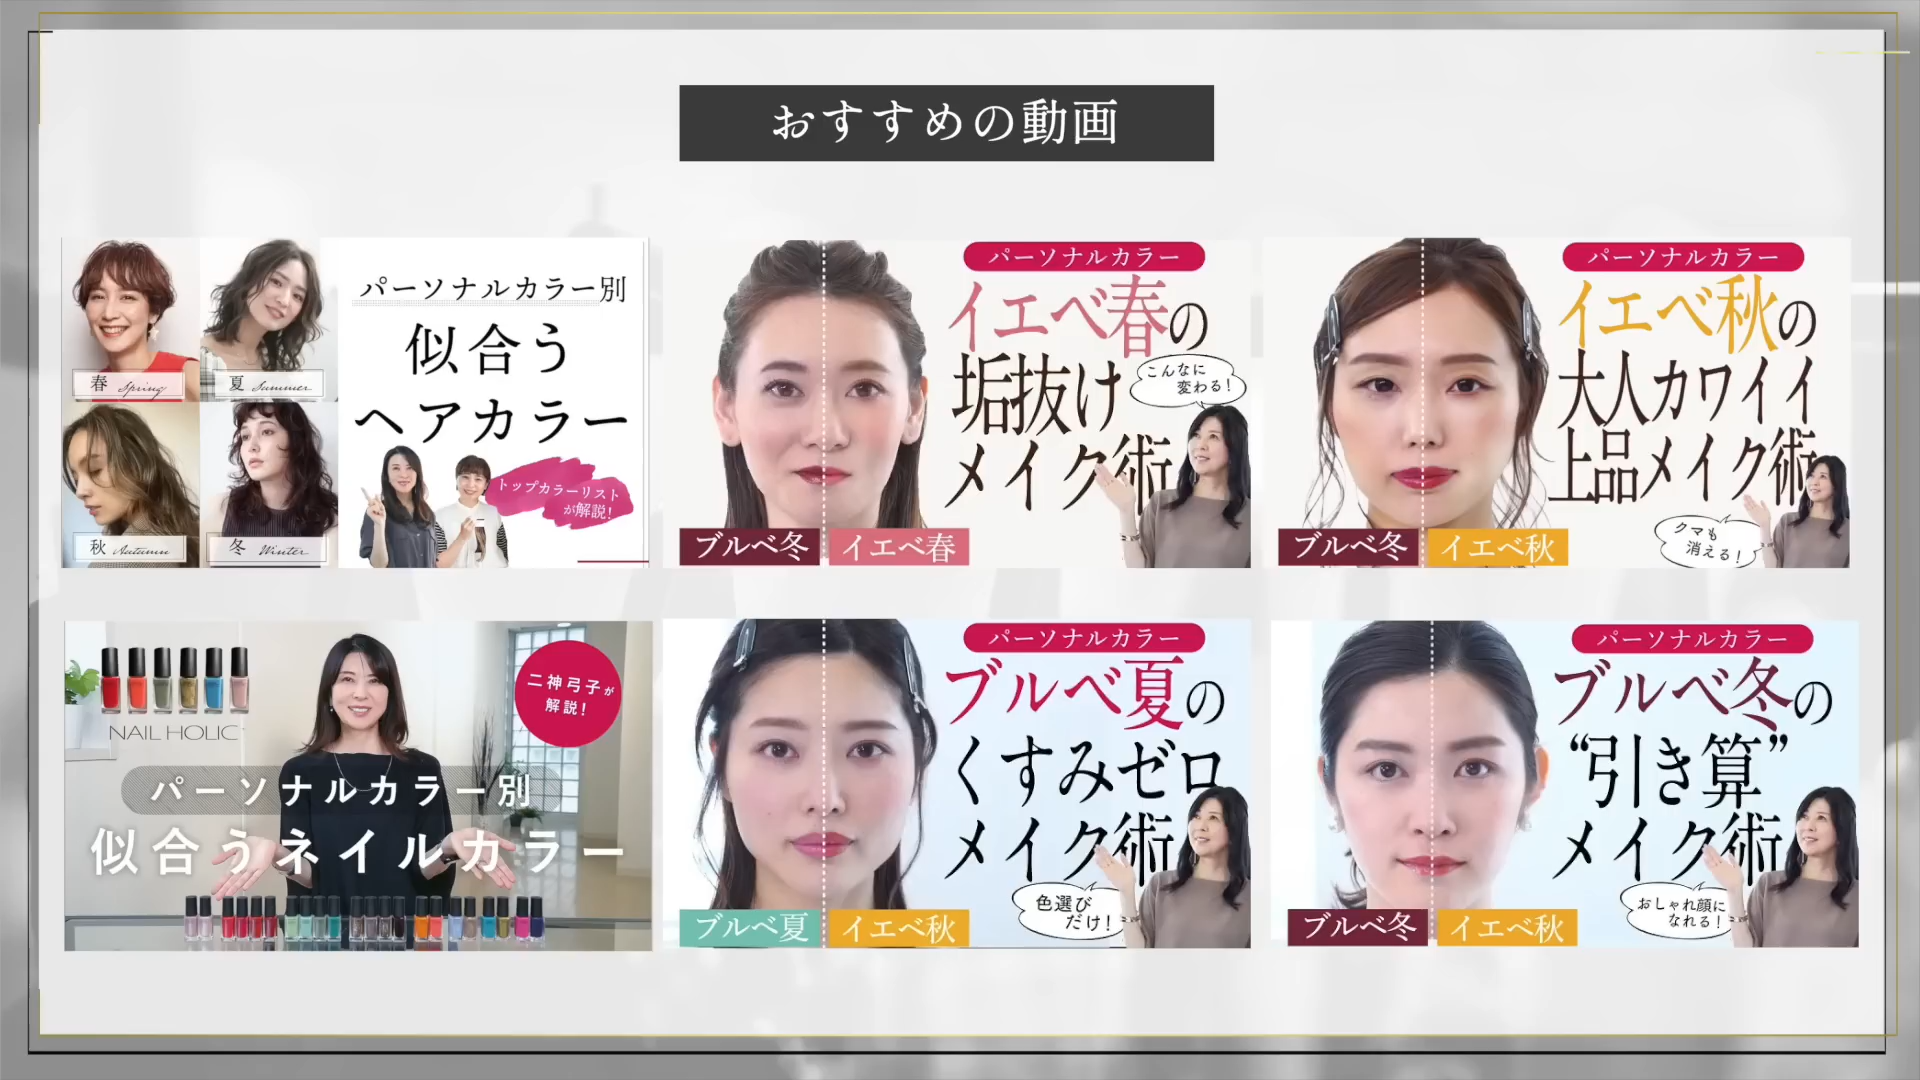 おすすめの動画
パーソナルカラー別
似合う
ヘアカラー
トップカラーリスト
が解説!
春 Spring
夏 Summer
秋 Autumn
冬 Winter
パーソナルカラー
イエベ春の
垢抜け
メイク術
こんなに
変わる!
ブルベ冬
イエベ春
パーソナルカラー
イエベ秋の
大人カワイイ
上品メイク術
クマも
消える!
ブルベ冬
イエベ秋
NAIL HOLIC
二神弓子が
解説!
パーソナルカラー別
似合うネイルカラー
パーソナルカラー
ブルベ夏の
くすみゼロ
メイク術
色選び
だけ!
ブルベ夏
イエベ秋
パーソナルカラー
ブルベ冬の
“引き算”
メイク術
おしゃれ顔に
なれる!
ブルベ冬
イエベ秋